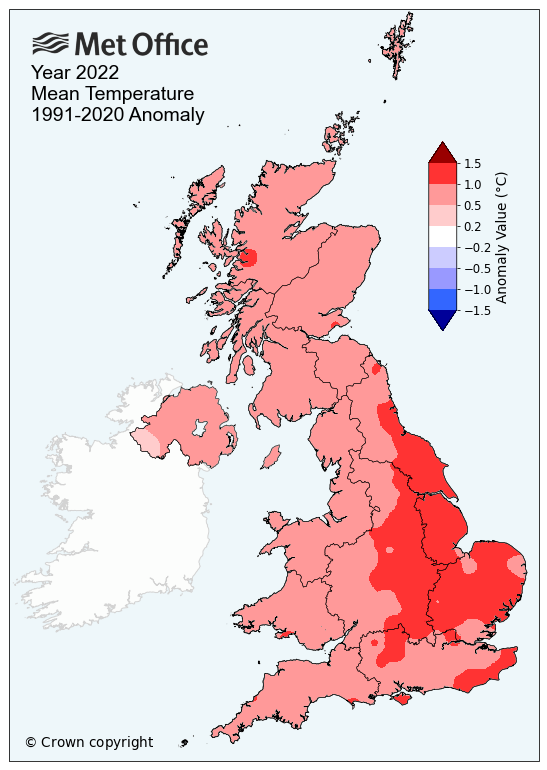 Met Office
Year 2022
Mean Temperature
1991-2020 Anomaly
1.5
1.0
0.5
0.2
−0.2
−0.5
−1.0
−1.5
Anomaly Value (°C)
© Crown copyright